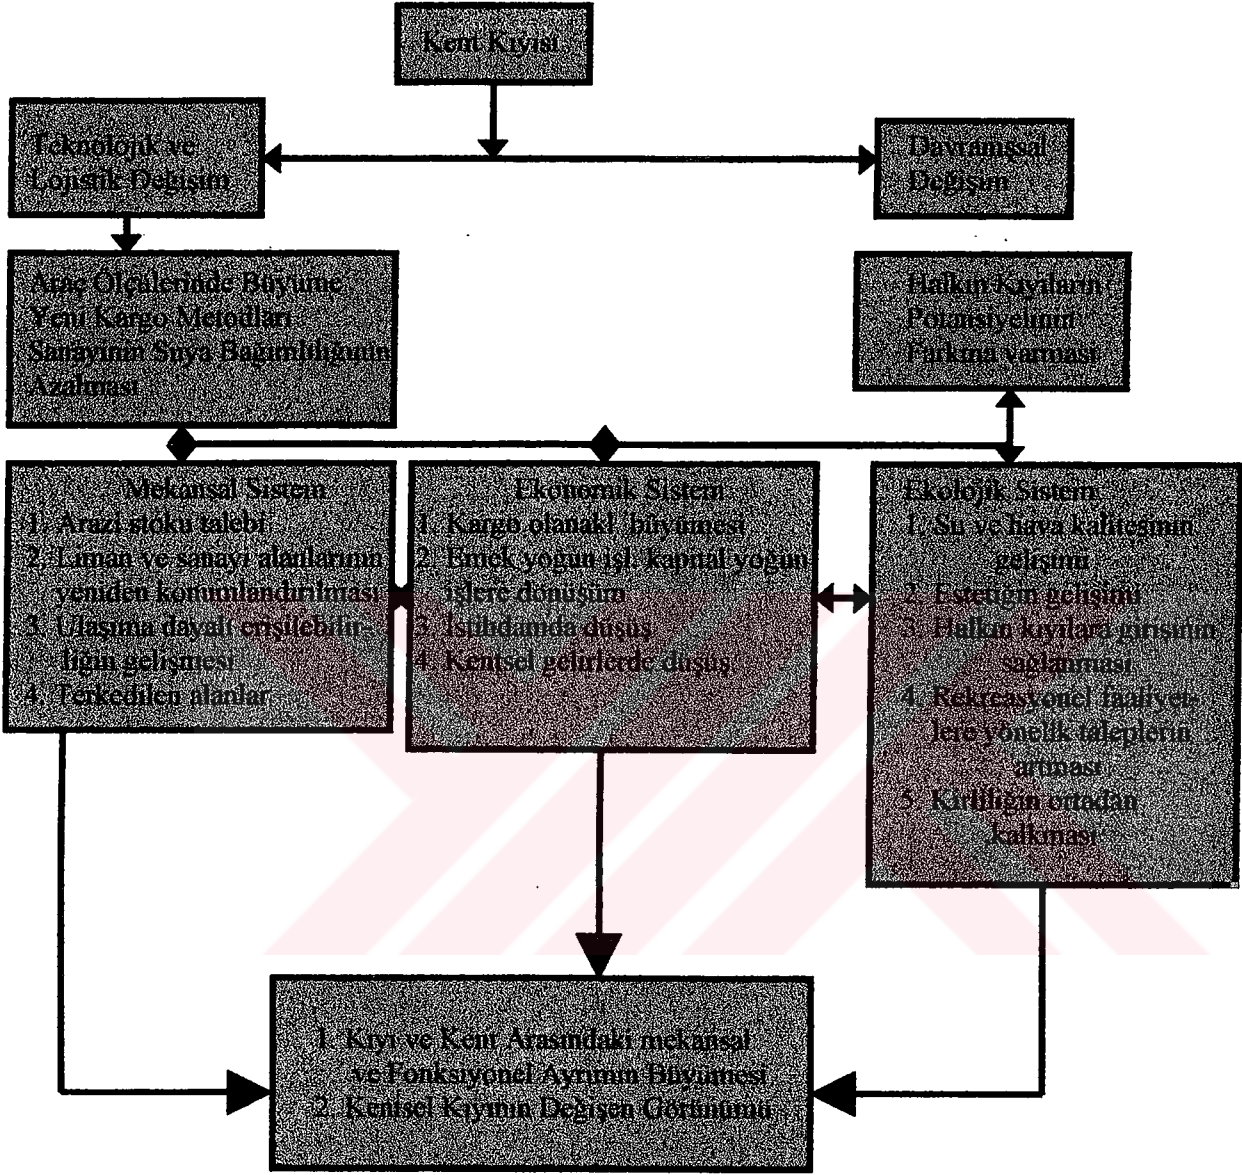 Kent Kıyısı
Teknolojik ve
Lojistik Değişim
Davranışsal
Değişim
Araç Ölçülerinde Büyüme
Yeni Kargo Metodları
Sanayinin Suya Bağımlılığının
Azalması
Halkın Kıyıların
Potansiyelinin
Farkına varması
Mekansal Sistem
1. Arazi stoku talebi
2. Liman ve sanayi alanlarının
yeniden konumlandırılması
3. Ulaşıma dayalı erişilebilir-
liğin gelişmesi
4. Terkedilen alanlar
Ekonomik Sistem
1. Kargo olanakl. büyümesi
2. Emek yoğun işl. kapital yoğun
işlere dönüşüm
3. İstihdamda düşüş
4. Kentsel gelirlerde düşüş
Ekolojik Sistem
1. Su ve hava kalitesinin
gelişimi
2. Estetiğin gelişimi
3. Halkın kıyılara girişinin
sağlanması
4. Rekreasyonel faaliyet-
lere yönelik taleplerin
artması
5. Kirliliğin ortadan
kalkması
1. Kıyı ve Kent Arasındaki mekansal
ve Fonksiyonel Ayrımın Büyümesi
2. Kentsel Kıyının Değişen Görünümü